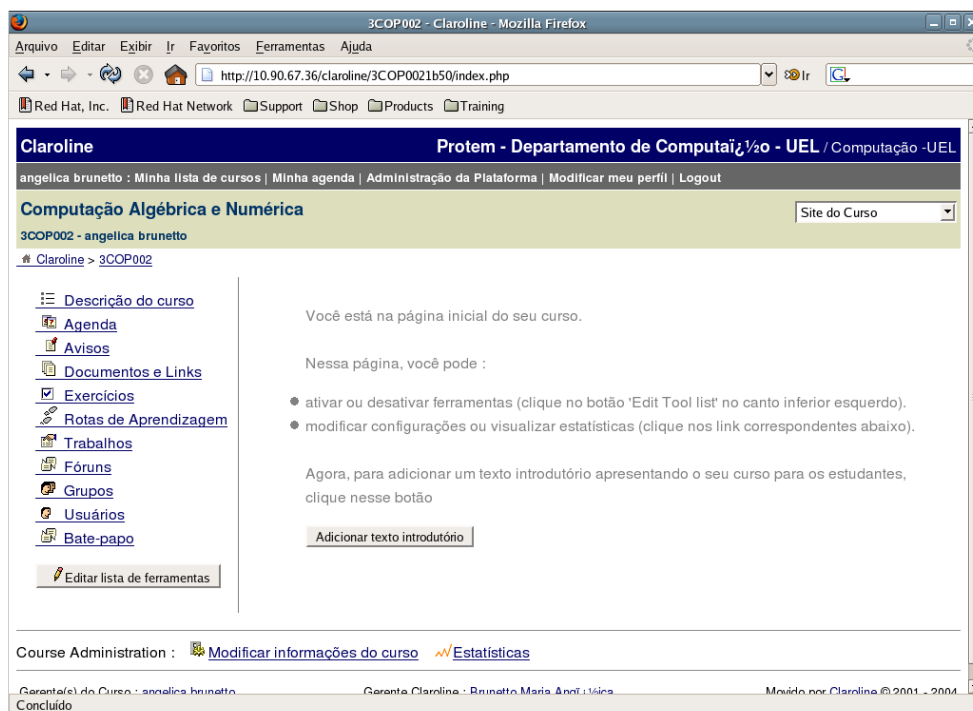 3COP002 - Claroline - Mozilla Firefox
Arquivo Editar Exibir Ir Favoritos Ferramentas Ajuda
http://10.90.67.36/claroline/3COP0021b50/index.php Ir
Red Hat, Inc. Red Hat Network Support Shop Products Training
Claroline Protem - Departamento de Computaï¿½o - UEL / Computação -UEL
angelica brunetto : Minha lista de cursos | Minha agenda | Administração da Plataforma | Modificar meu perfíl | Logout
Computação Algébrica e Numérica
Site do Curso
3COP002 - angelica brunetto
Claroline > 3COP002
Descrição do curso
Agenda
Avisos
Documentos e Links
Exercícios
Rotas de Aprendizagem
Trabalhos
Fóruns
Grupos
Usuários
Bate-papo
Editar lista de ferramentas
Você está na página inicial do seu curso.
Nessa página, você pode :
ativar ou desativar ferramentas (clique no botão 'Edit Tool list' no canto inferior esquerdo).
modificar configurações ou visualizar estatísticas (clique nos link correspondentes abaixo).
Agora, para adicionar um texto introdutório apresentando o seu curso para os estudantes,
clique nesse botão
Adicionar texto introdutório
Course Administration : Modificar informações do curso Estatísticas
Gerente(s) do Curso : angelica brunetto Gerente Claroline : Brunetto Maria Angï¿½ica Movido por Claroline © 2001 - 2004
Concluído